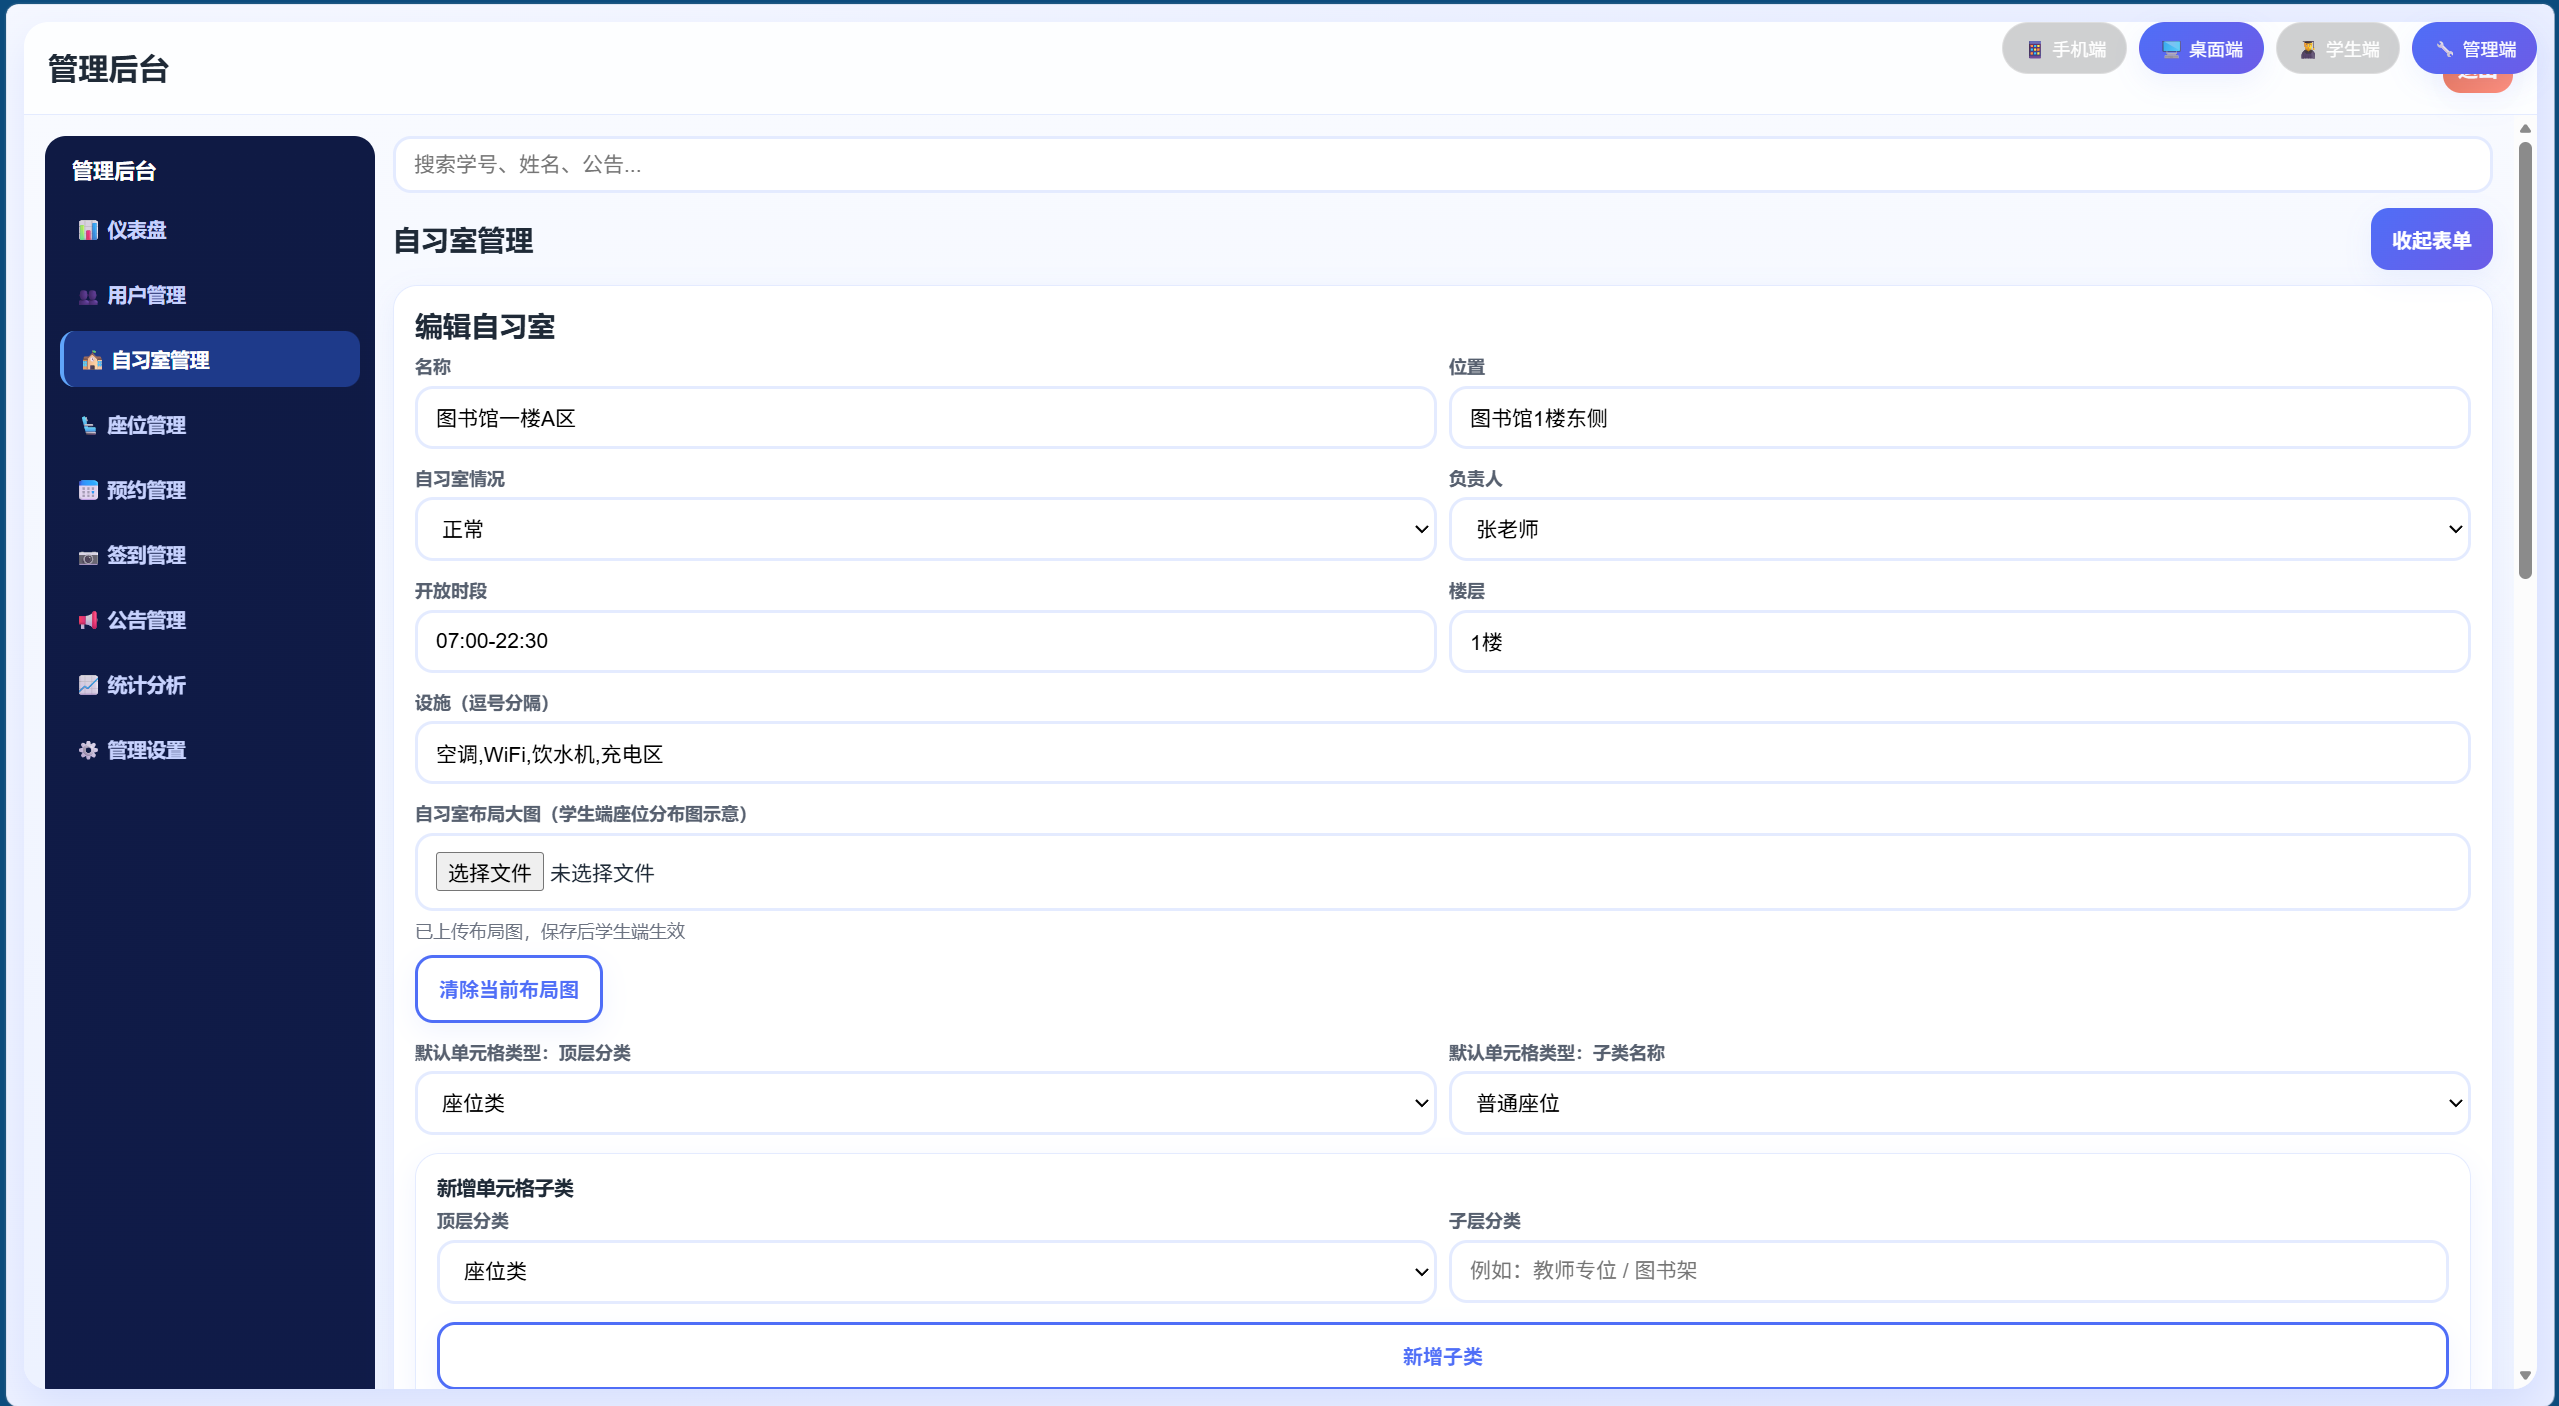 管理后台
手机端
桌面端
学生端
管理端
管理后台
仪表盘
用户管理
自习室管理
座位管理
预约管理
签到管理
公告管理
统计分析
管理设置
搜索学号、姓名、公告...
自习室管理
收起表单
编辑自习室
名称
位置
图书馆一楼A区
图书馆1楼东侧
自习室情况
负责人
正常
张老师
开放时段
楼层
07:00-22:30
1楼
设施（逗号分隔）
空调,WiFi,饮水机,充电区
自习室布局大图（学生端座位分布图示意）
选择文件 未选择文件
已上传布局图，保存后学生端生效
清除当前布局图
默认单元格类型：顶层分类
默认单元格类型：子类名称
座位类
普通座位
新增单元格子类
顶层分类
子层分类
座位类
例如：教师专位 / 图书架
新增子类